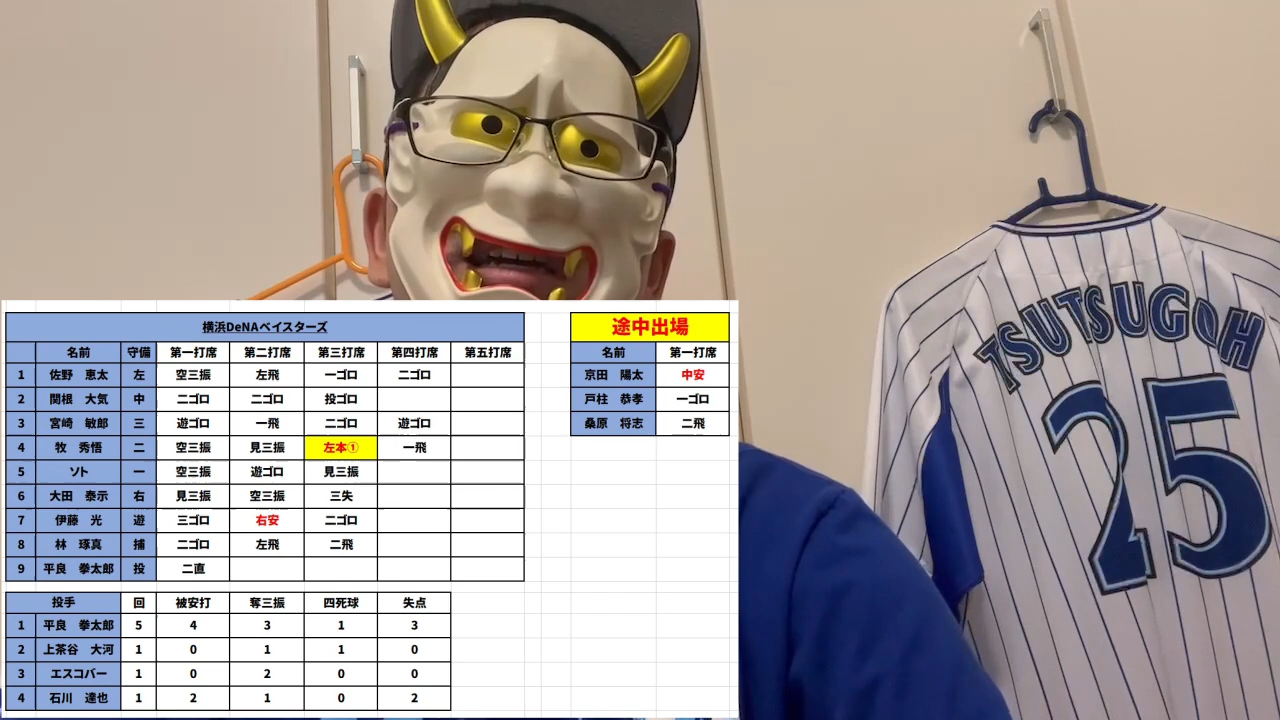 横浜DeNAベイスターズ
名前 守備 第一打席 第二打席 第三打席 第四打席 第五打席
1 佐野 恵太 左 空三振 左飛 一ゴロ 二ゴロ
2 関根 大気 中 二ゴロ 二ゴロ 投ゴロ
3 宮崎 敏郎 三 遊ゴロ 一飛 二ゴロ 遊ゴロ
4 牧 秀悟 二 空三振 見三振 左本① 一飛
5 ソト 一 空三振 遊ゴロ 見三振
6 大田 泰示 右 見三振 空三振 三失
7 伊藤 光 遊 三ゴロ 右安 二ゴロ
8 林 琢真 捕 二ゴロ 左飛 二飛
9 平良 拳太郎 投 二直
途中出場
名前 第一打席
京田 陽太 中安
戸柱 恭孝 一ゴロ
桑原 将志 二飛
投手 回 被安打 奪三振 四死球 失点
1 平良 拳太郎 5 4 3 1 3
2 上茶谷 大河 1 0 1 1 0
3 エスコバー 1 0 2 0 0
4 石川 達也 1 2 1 0 2
TSUTSUGOH
25